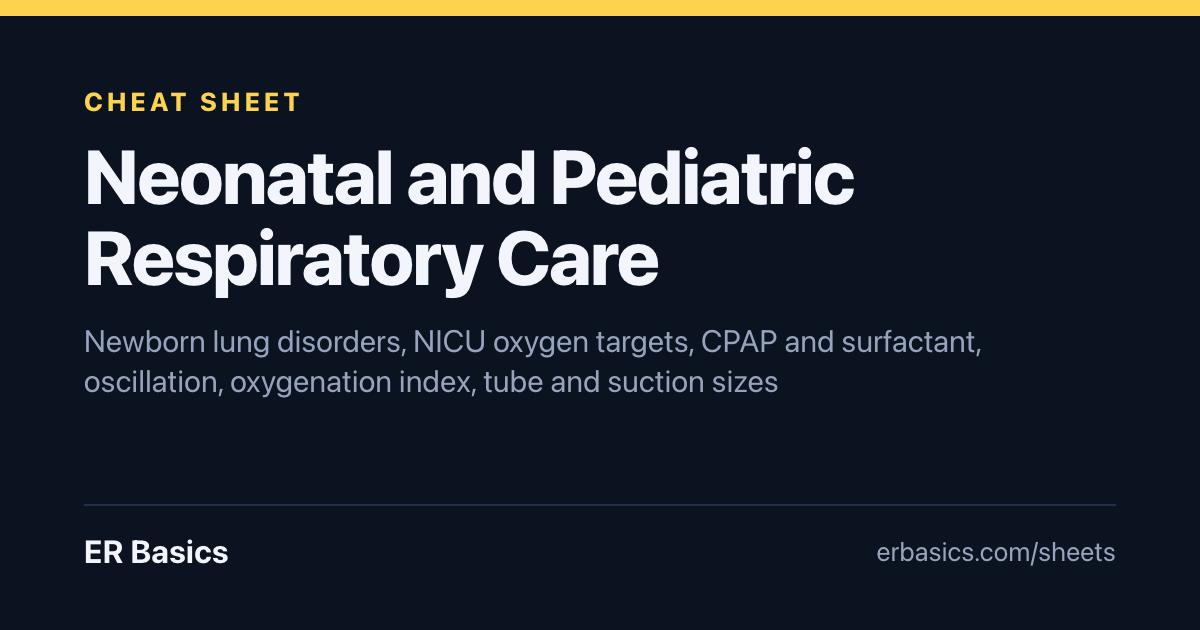 CHEAT SHEET
Neonatal and Pediatric
Respiratory Care
Newborn lung disorders, NICU oxygen targets, CPAP and surfactant,
oscillation, oxygenation index, tube and suction sizes
ER Basics
erbasics.com/sheets